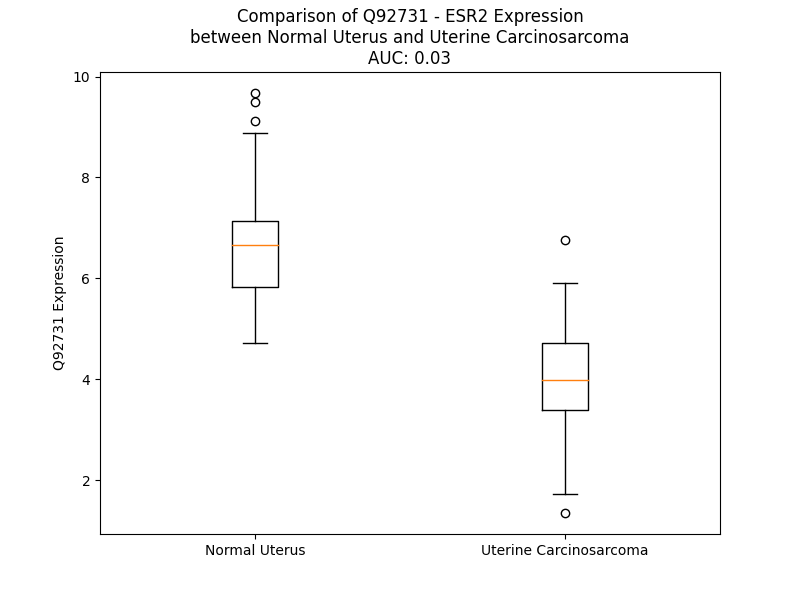 Comparison of Q92731 - ESR2 Expression
between Normal Uterus and Uterine Carcinosarcoma
AUC: 0.03
10
8
6
4
2
Q92731 Expression
Normal Uterus
Uterine Carcinosarcoma